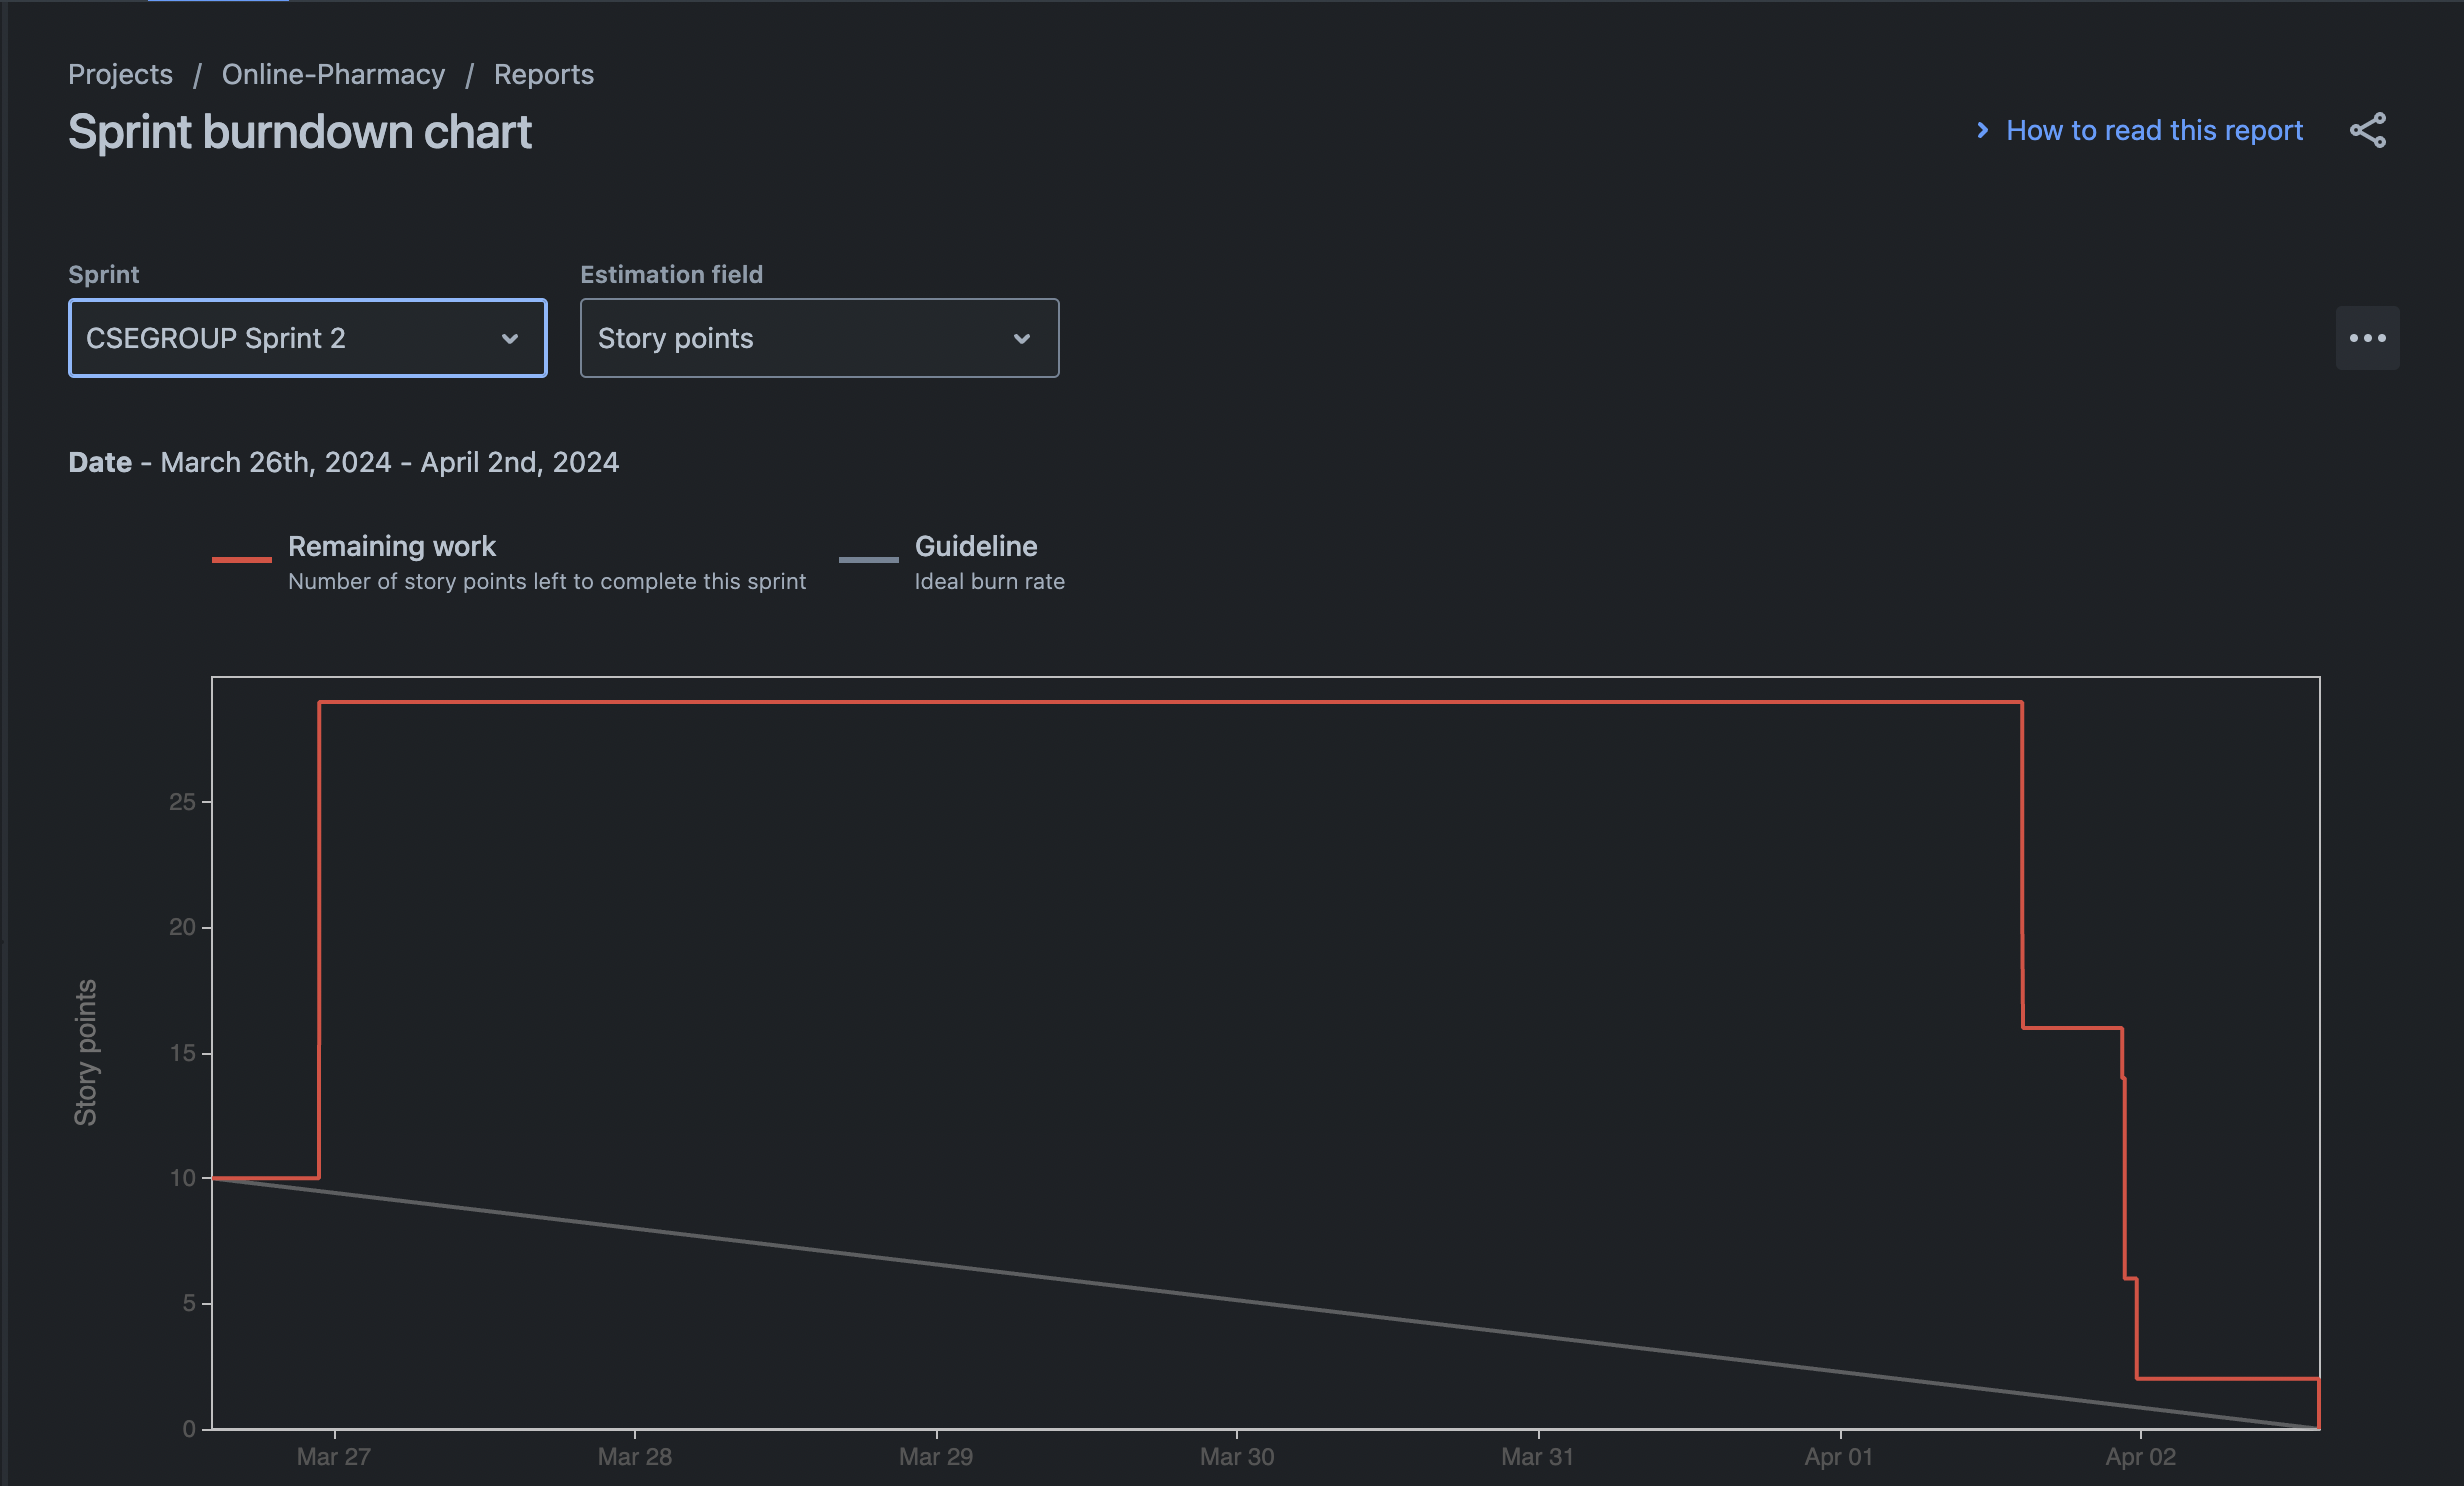 Projects / Online-Pharmacy / Reports
Sprint burndown chart
How to read this report
Sprint
Estimation field
CSEGROUP Sprint 2
Story points
Date - March 26th, 2024 - April 2nd, 2024
Remaining work
Number of story points left to complete this sprint
Guideline
Ideal burn rate
Story points
25
20
15
10
5
0
Mar 27
Mar 28
Mar 29
Mar 30
Mar 31
Apr 01
Apr 02